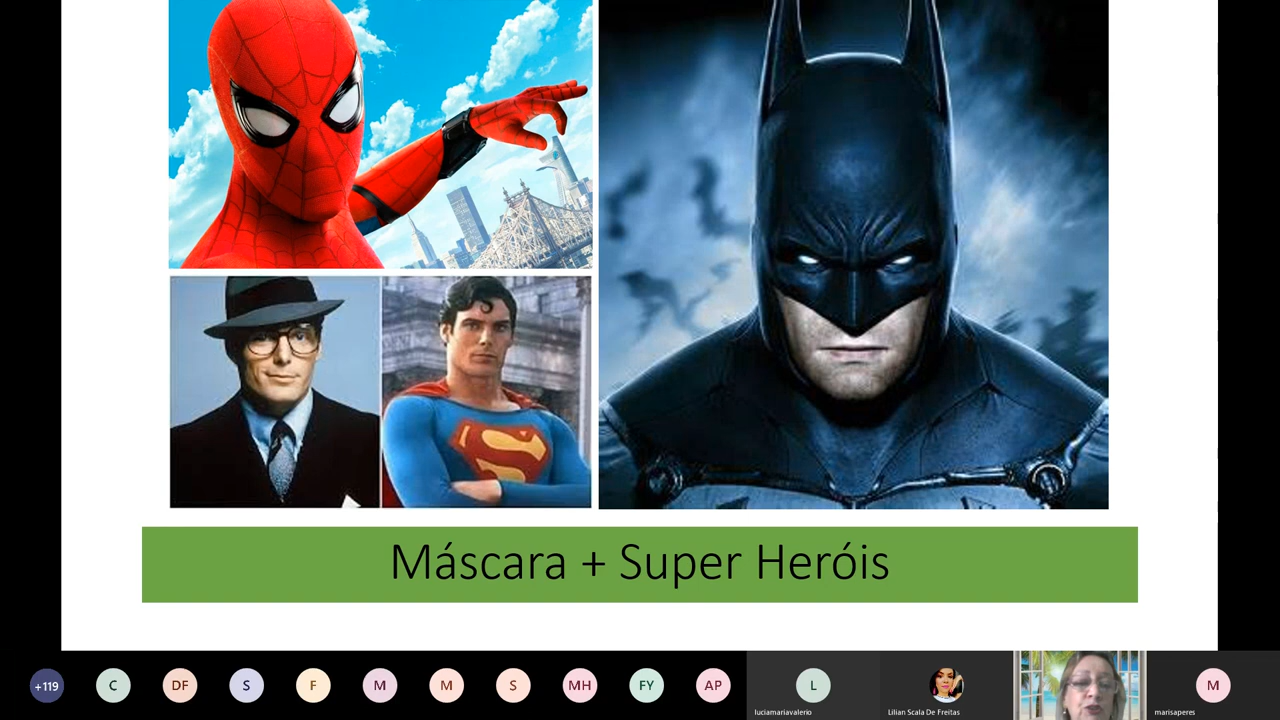 Máscara + Super Heróis
+119
C
DF
S
F
M
M
S
MH
FY
AP
L
luciamariavalerio
Lilian Scala De Freitas
M
marisaperes